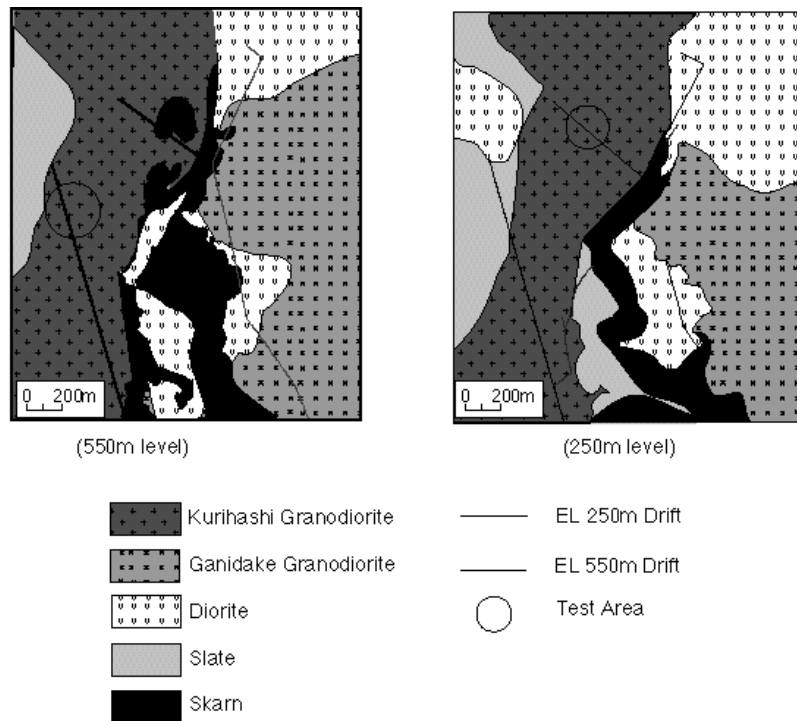 0 200m
0 200m
(550m level)
(250m level)
Kurihashi Granodiorite
Ganidake Granodiorite
Diorite
Slate
Skarn
EL 250m Drift
EL 550m Drift
Test Area